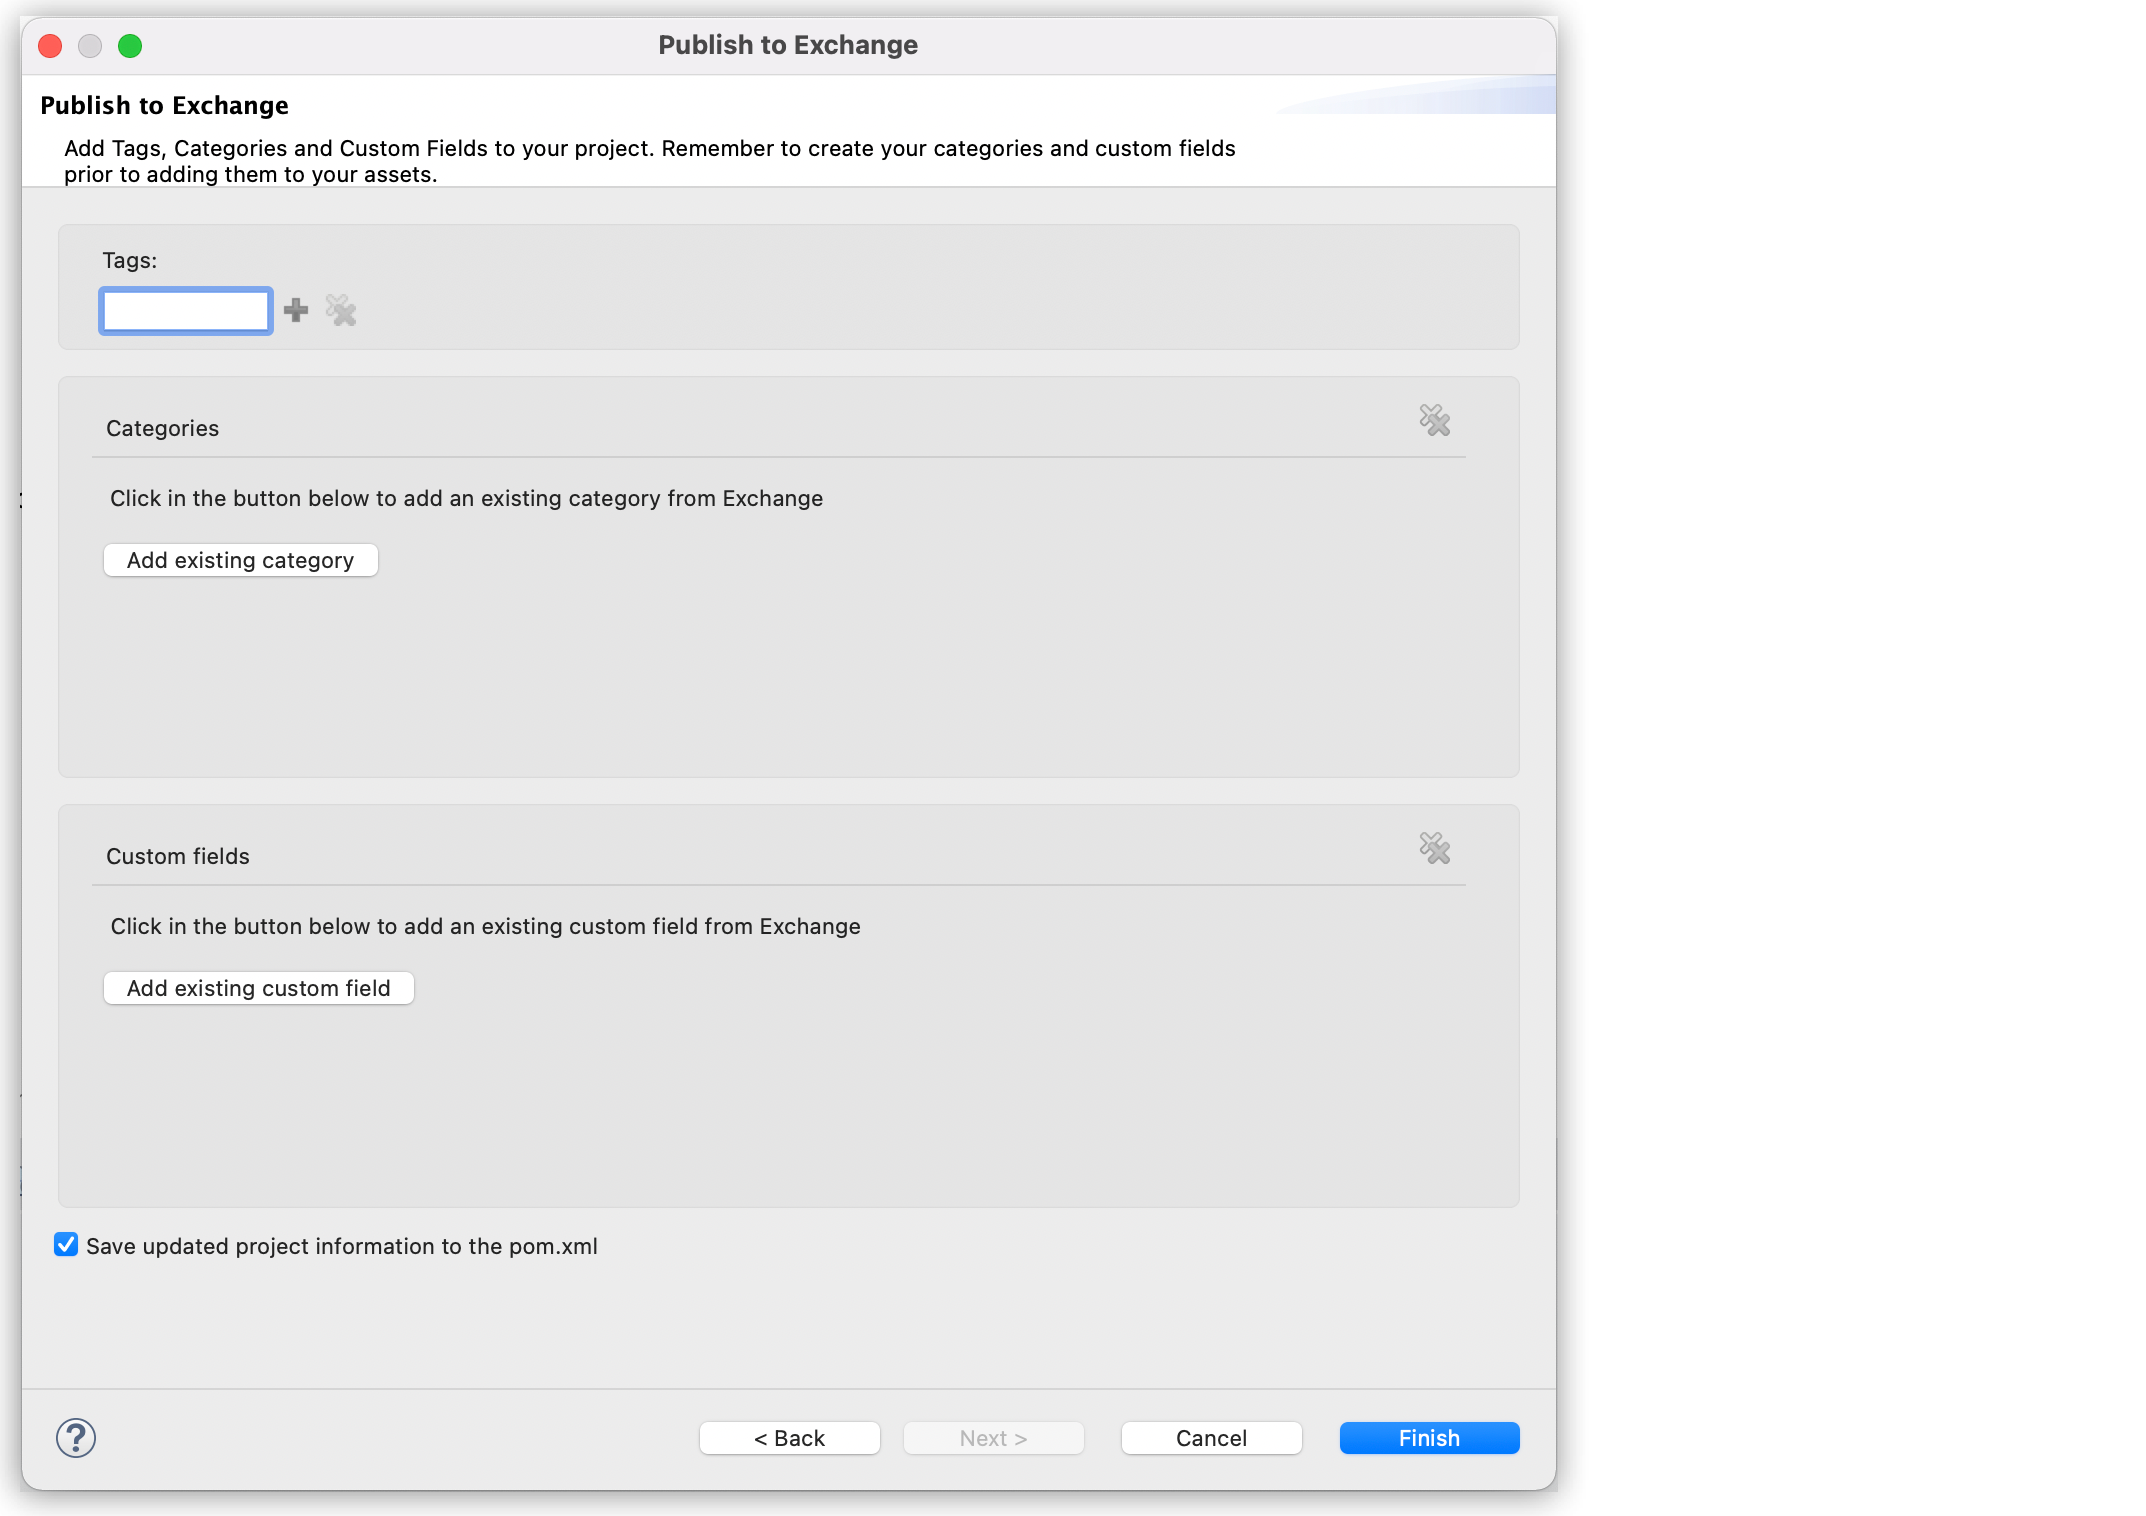 Publish to Exchange
Publish to Exchange
Add Tags, Categories and Custom Fields to your project. Remember to create your categories and custom fields
prior to adding them to your assets.
Tags:
Categories
Click in the button below to add an existing category from Exchange
Add existing category
Custom fields
Click in the button below to add an existing custom field from Exchange
Add existing custom field
Save updated project information to the pom.xml
? < Back Next > Cancel Finish